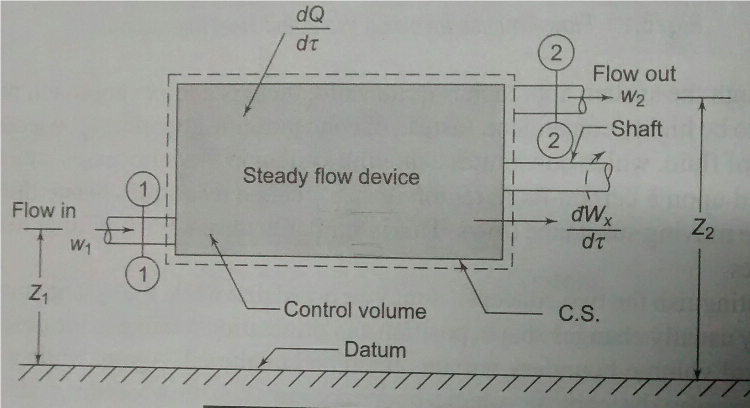 dQ
dτ
2
Flow out
w2
2
Shaft
Steady flow device
1
Flow in
w1
dWx
dτ
Z2
1
Z1
Control volume
C.S.
Datum